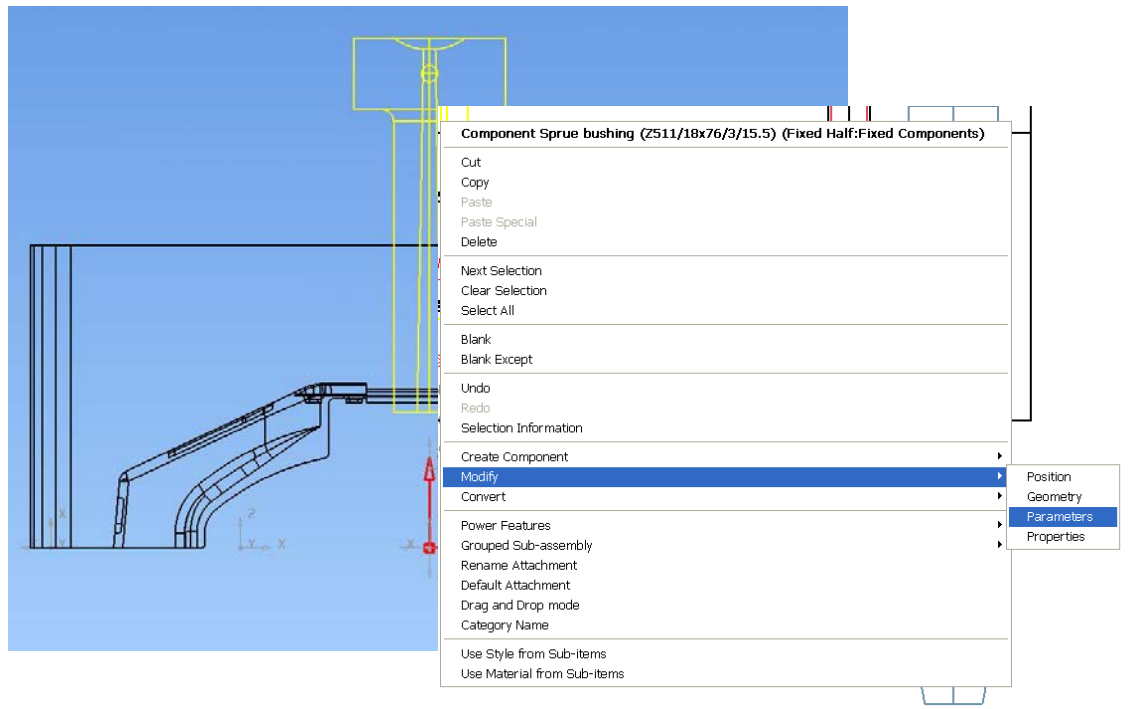 Component Sprue bushing (Z511/18x76/3/15.5) (Fixed Half:Fixed Components)
Cut
Copy
Paste
Paste Special
Delete
Next Selection
Clear Selection
Select All
Blank
Blank Except
Undo
Redo
Selection Information
Create Component
Modify
Convert
Power Features
Grouped Sub-assembly
Rename Attachment
Default Attachment
Drag and Drop mode
Category Name
Use Style from Sub-items
Use Material from Sub-items
Position
Geometry
Parameters
Properties
X
Y
Z
Y X
X